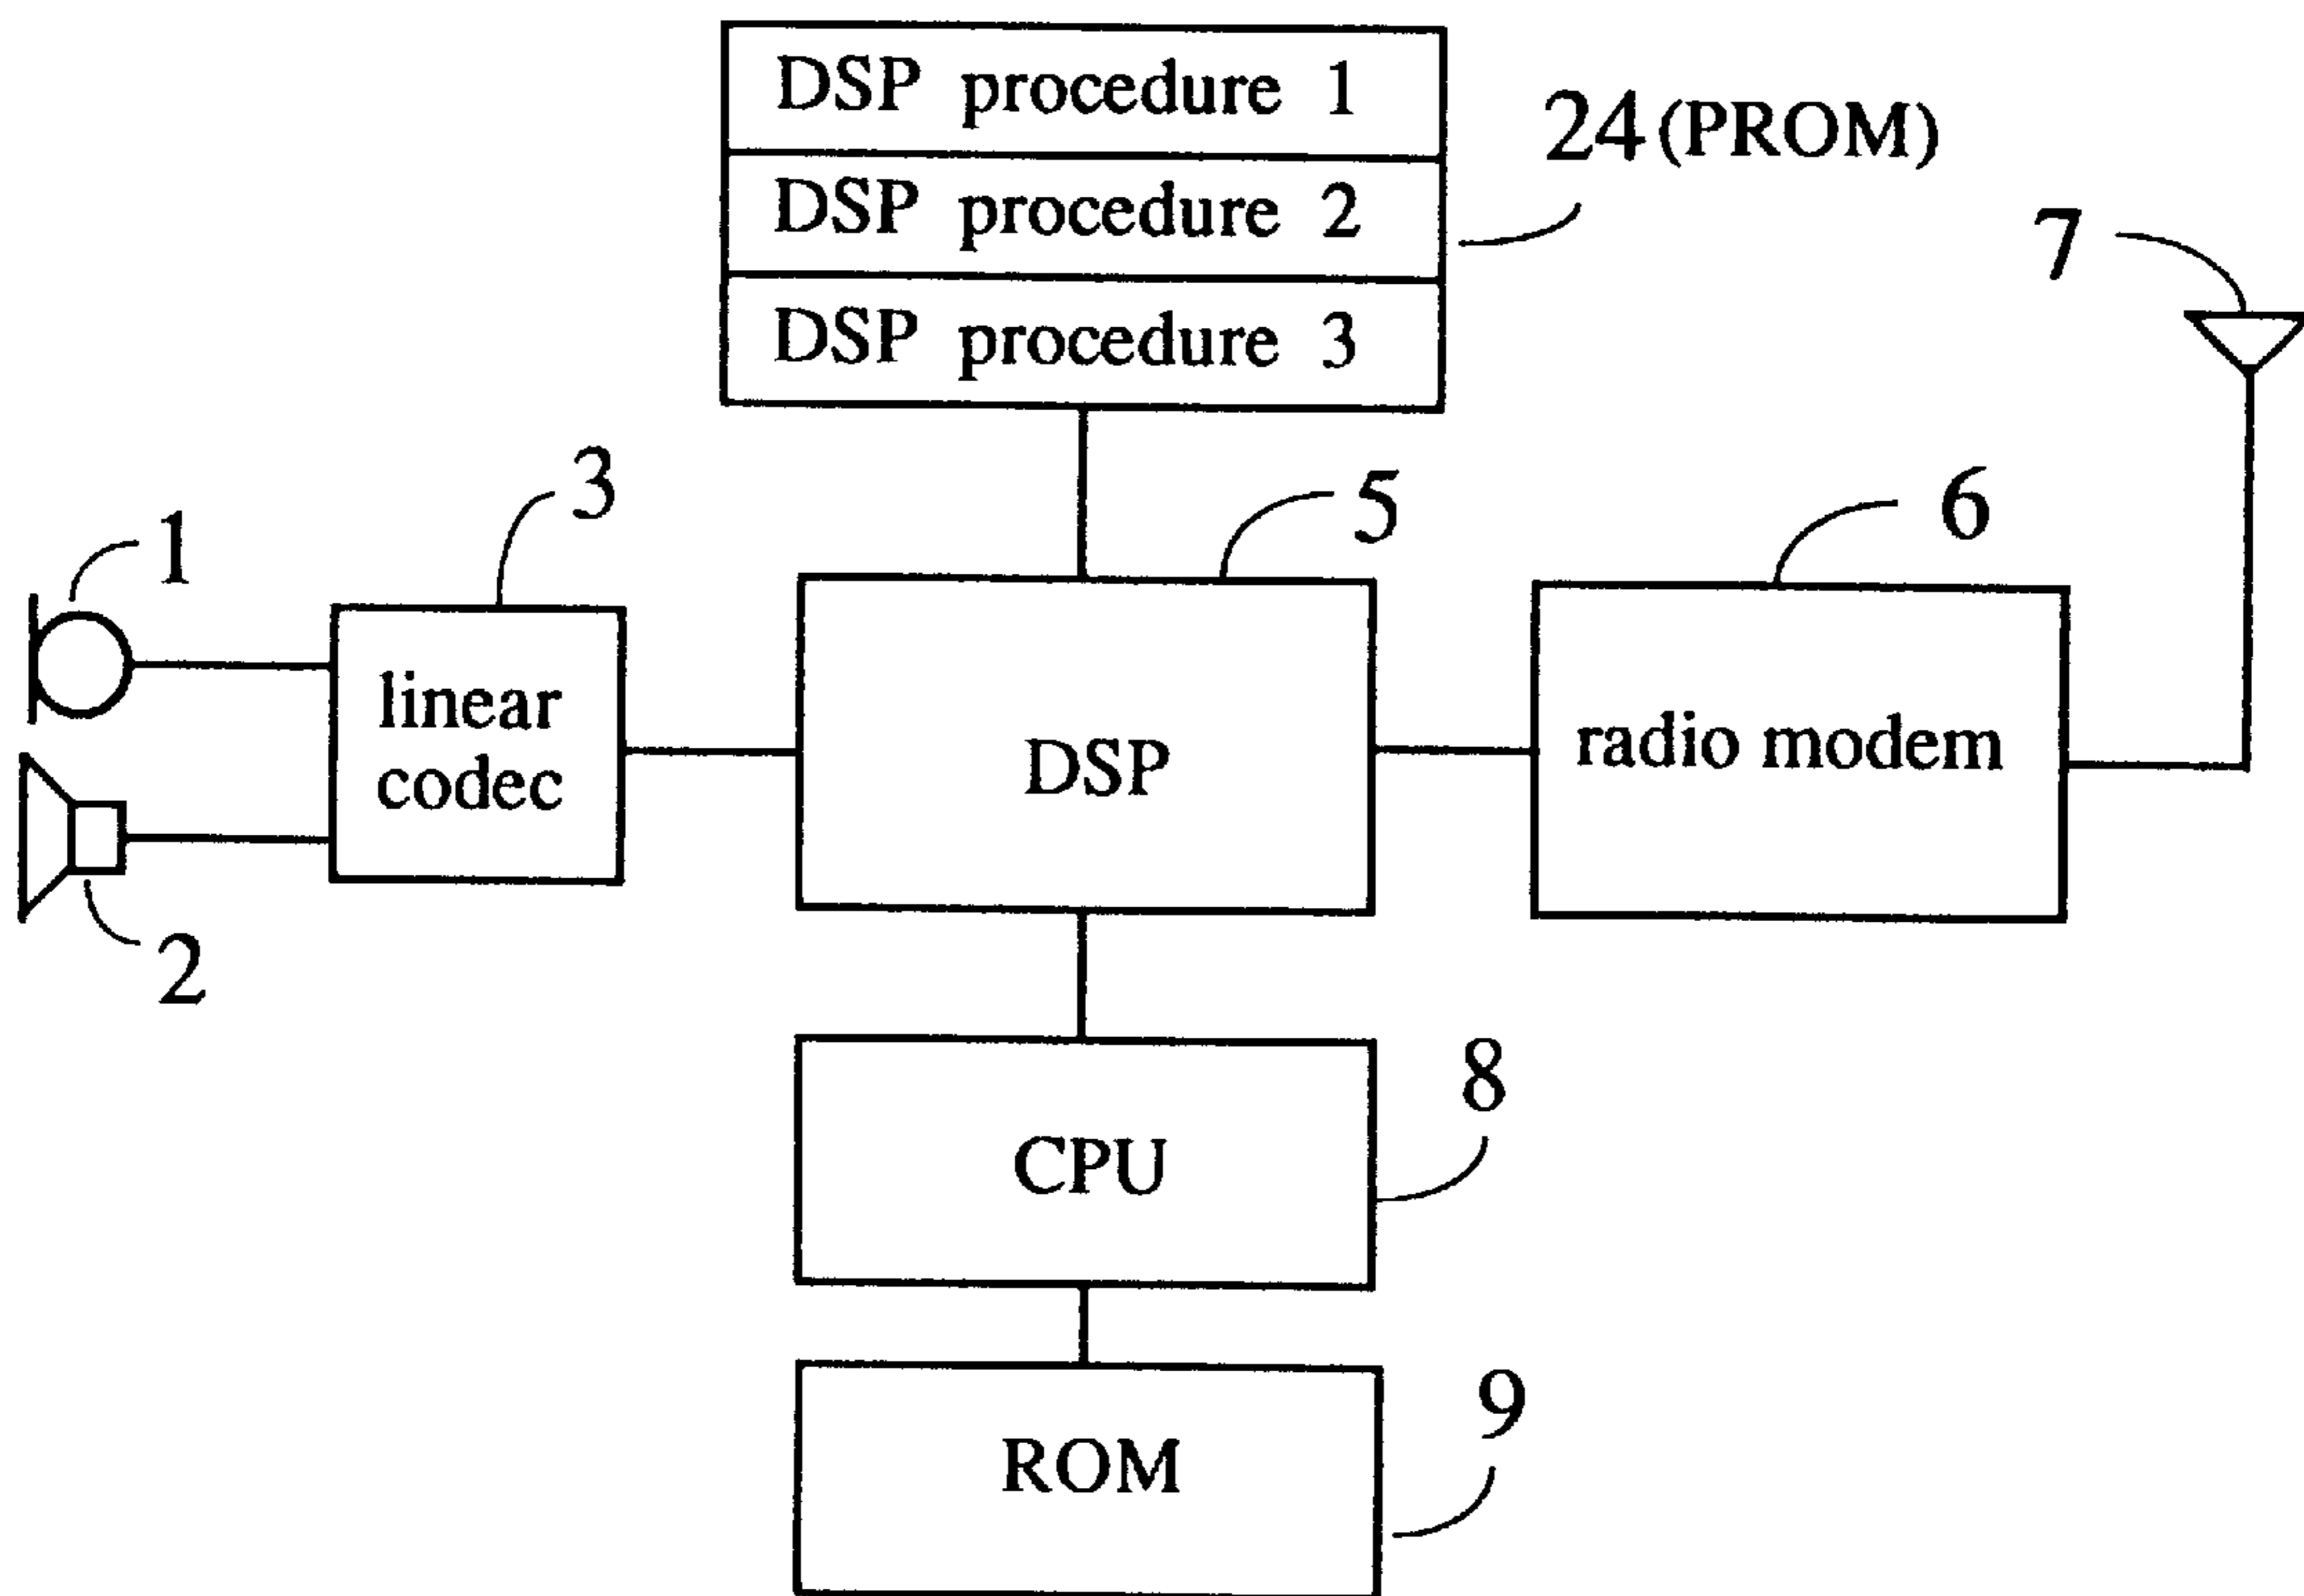 DSP procedure 1
DSP procedure 2
DSP procedure 3
24 (PROM)
7
3
5
6
1
linear
codec
DSP
radio modem
2
CPU
8
ROM
9